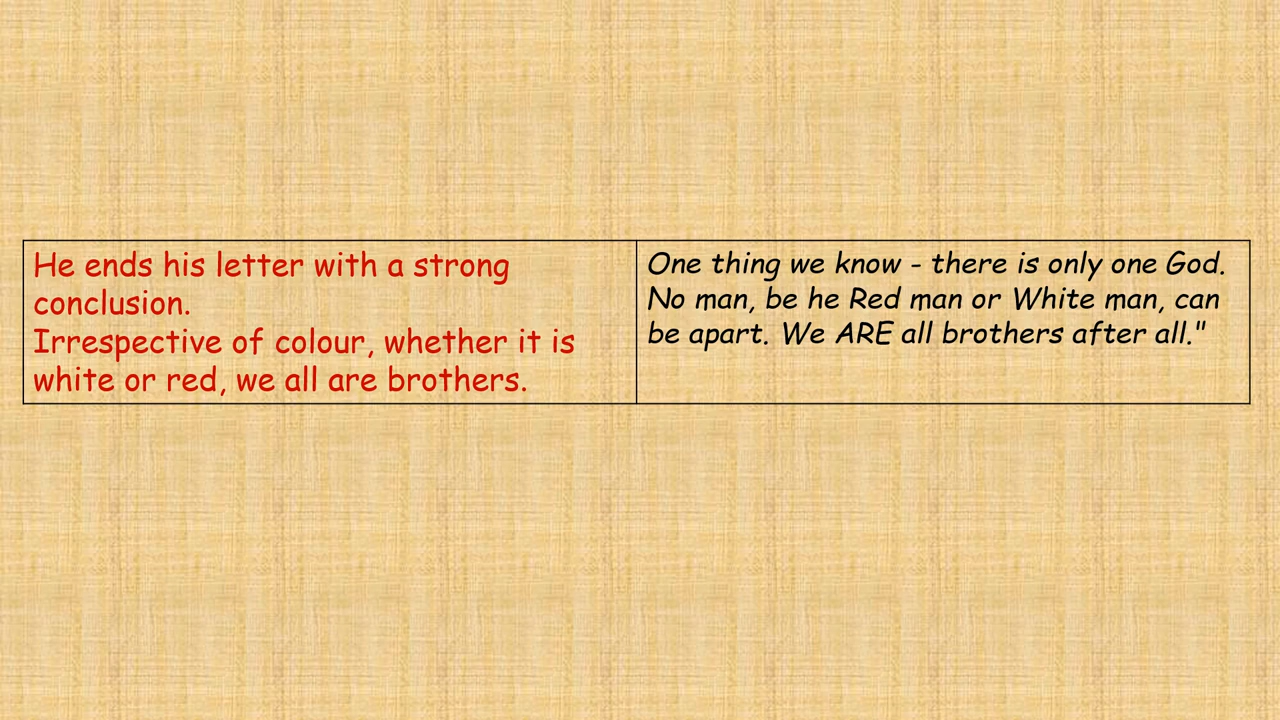 He ends his letter with a strong
conclusion.
Irrespective of colour, whether it is
white or red, we all are brothers.
One thing we know - there is only one God.
No man, be he Red man or White man, can
be apart. We ARE all brothers after all."